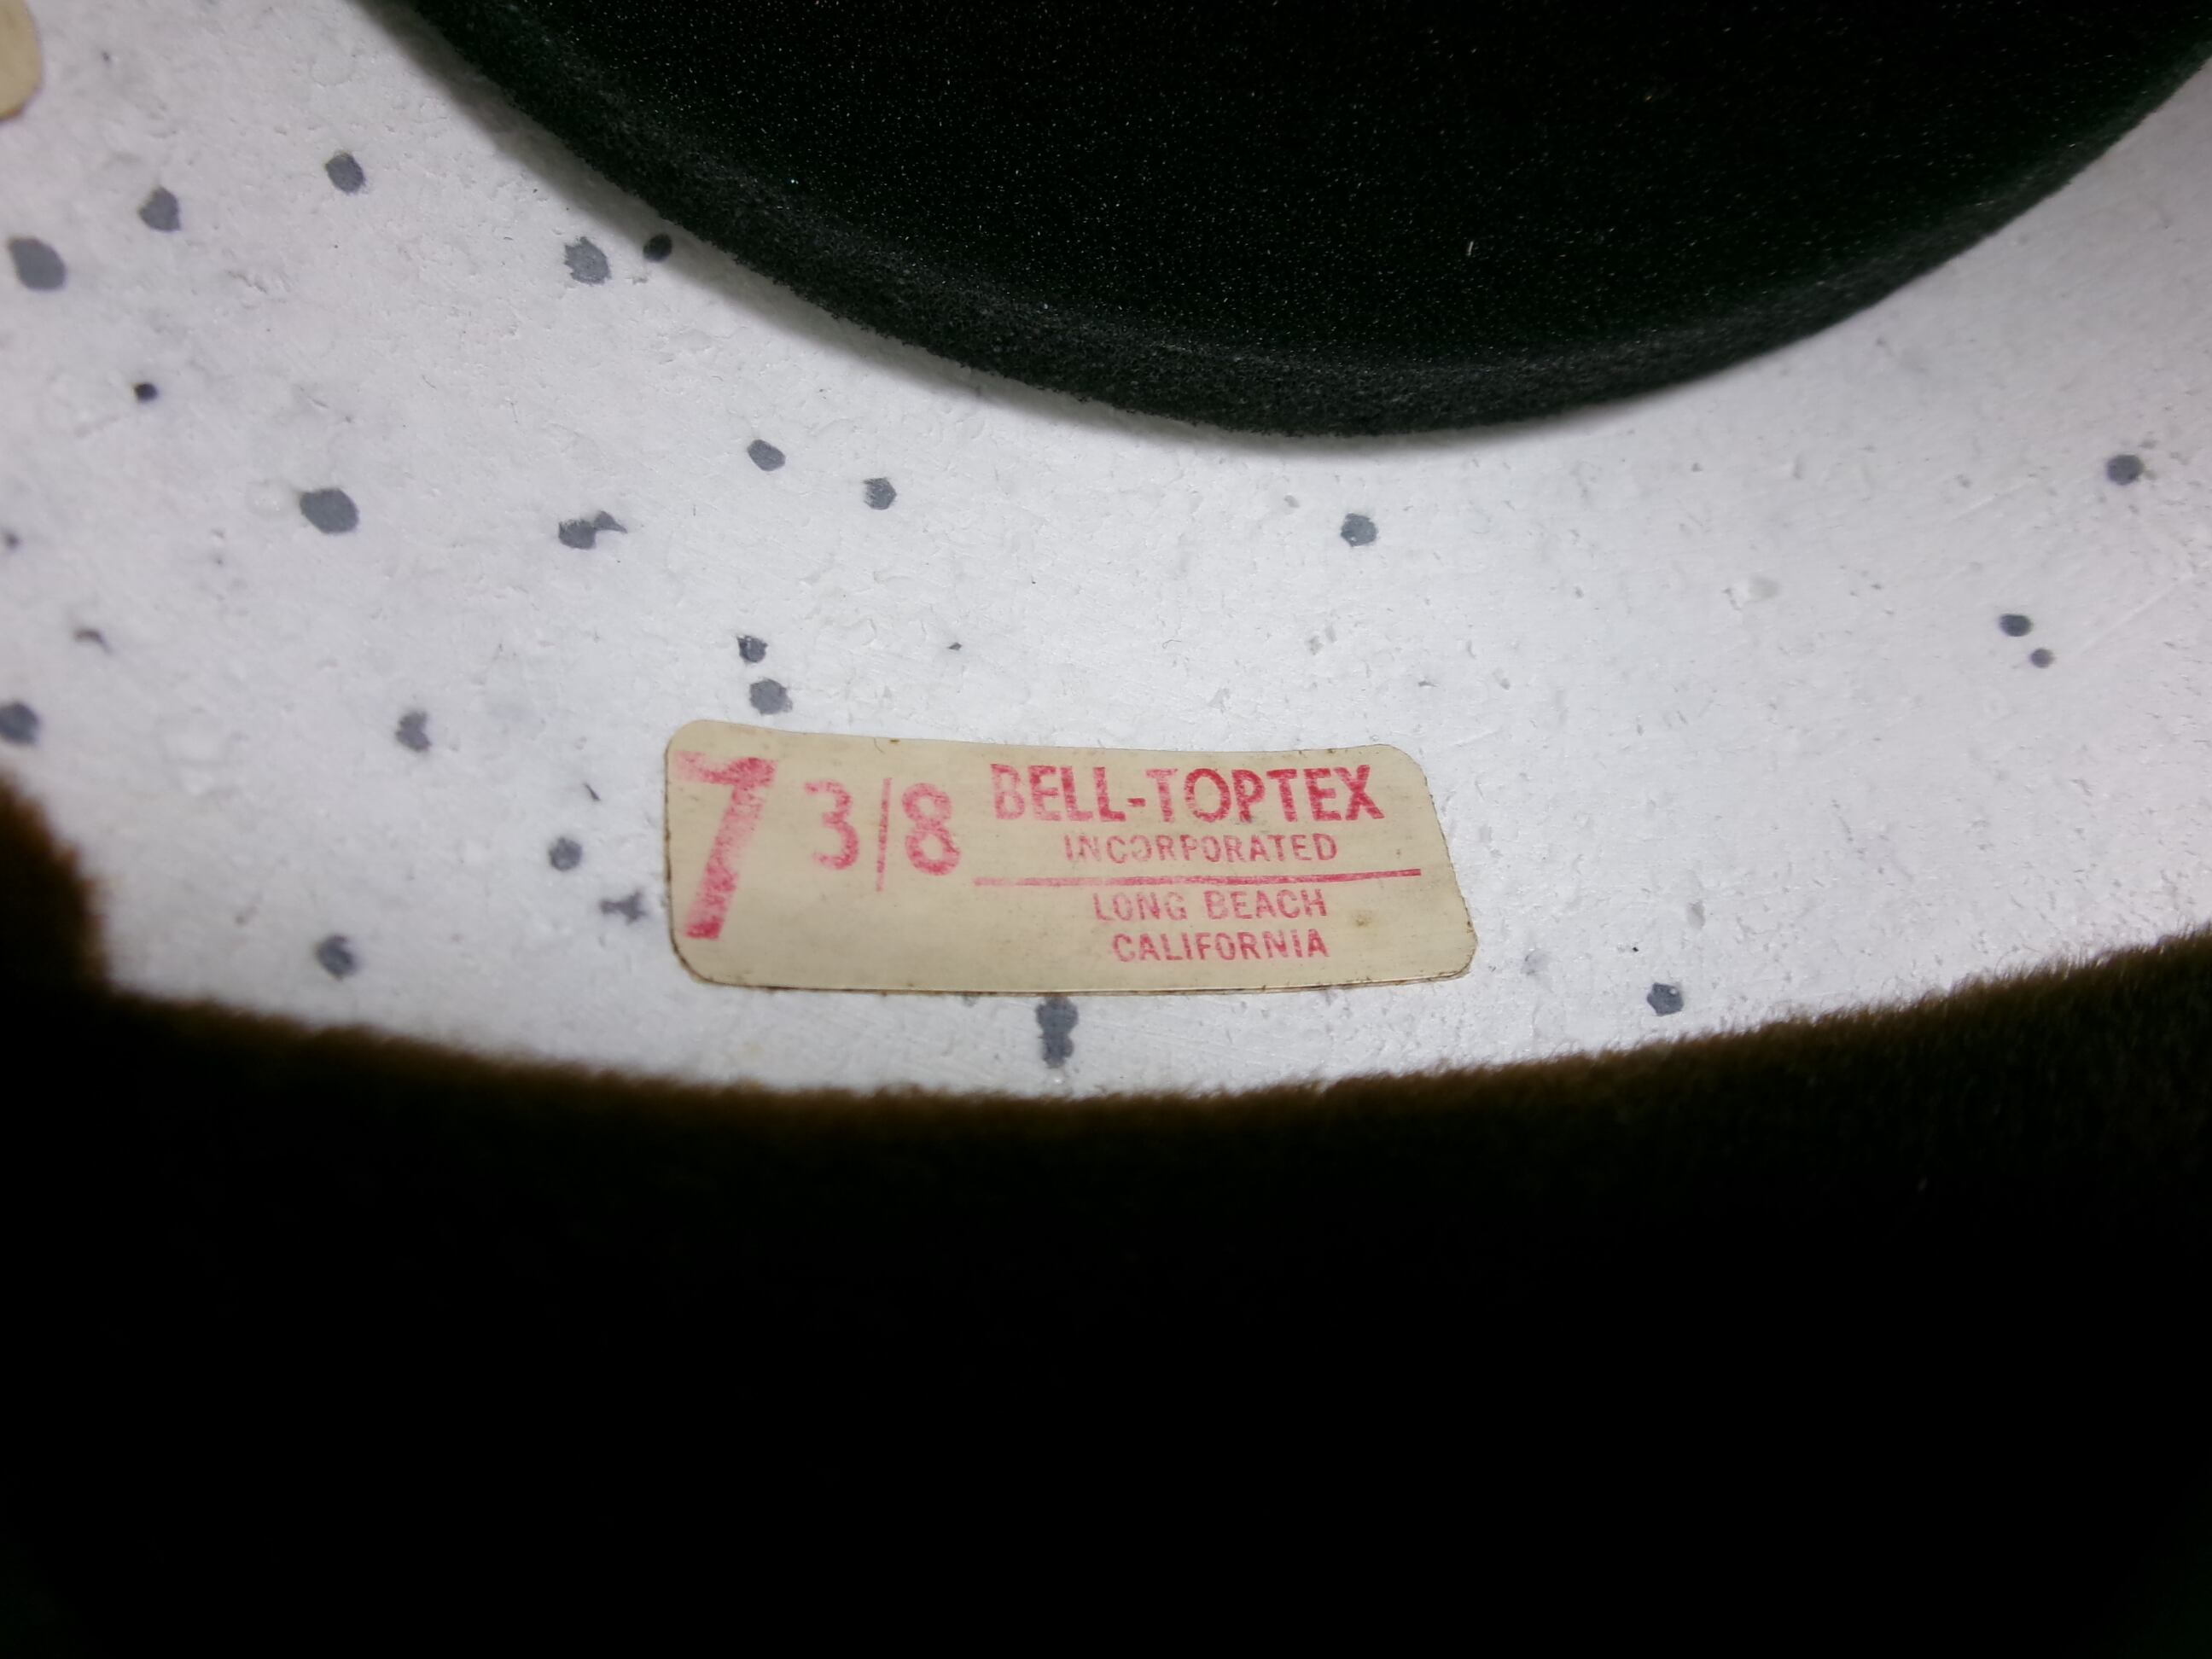 7 3/8 BELL-TOPTEX
INCORPORATED
LONG BEACH
CALIFORNIA